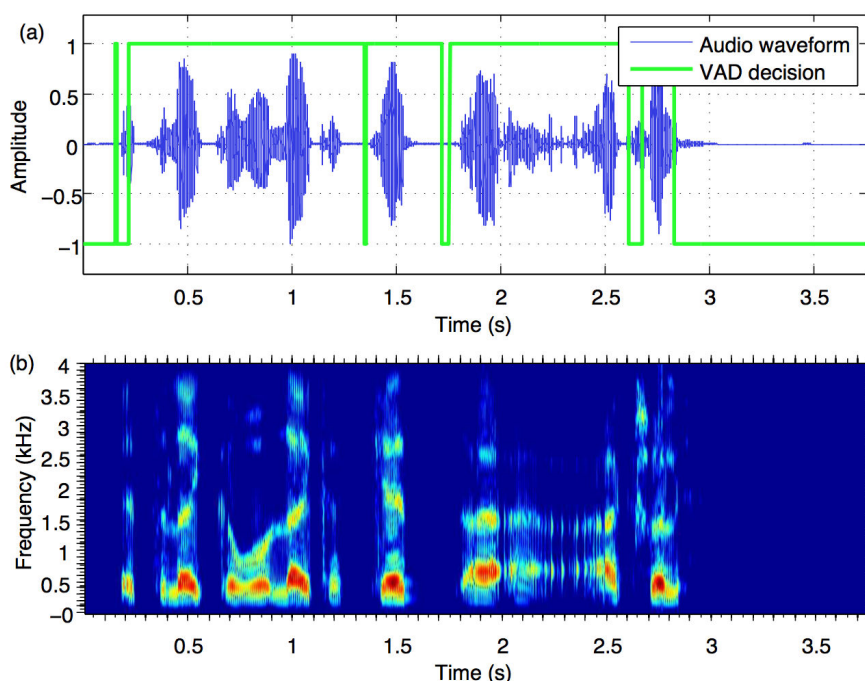 (a)
Audio waveform
VAD decision
Amplitude
1
0.5
0
−0.5
−1
0.5 1 1.5 2 2.5 3 3.5
Time (s)
(b)
Frequency (kHz)
4
3.5
3
2.5
2
1.5
1
0.5
−0
0.5 1 1.5 2 2.5 3 3.5
Time (s)